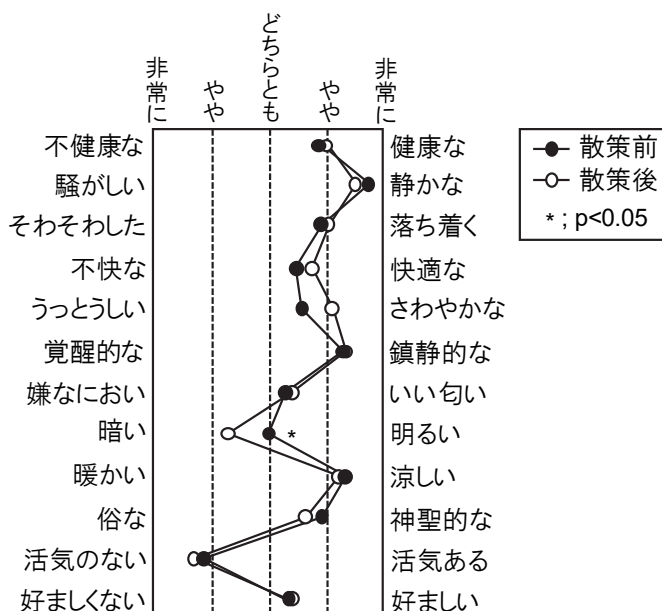 非常に
やや
どちらとも
やや
非常に
不健康な 健康な
騒がしい 静かな
そわそわした 落ち着く
不快な 快適な
うっとうしい さわやかな
覚醒的な 鎮静的な
嫌なにおい いい匂い
暗い * 明るい
暖かい 涼しい
俗な 神聖的な
活気のない 活気ある
好ましくない 好ましい
散策前
散策後
* ; p<0.05